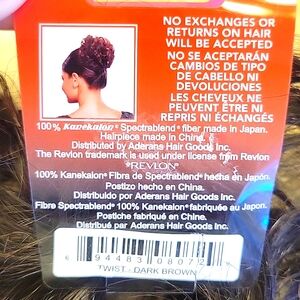 NO EXCHANGES OR
RETURNS ON HAIR
WILL BE ACCEPTED
NO SE ACEPTARÁN
CAMBIOS DE TIPO
DE CABELLO NI
DEVOLUCIONES
LES CHEVEUX NE
PEUVENT ÊTRE NI
REPRIS NI ÉCHANGÉS
100% Kanekalon® Spectrablend® fiber made in Japan.
Hairpiece made in China.
Distributed by Aderans Hair Goods Inc.
The Revlon trademark is used under license from Revlon
*REVLON®
100% Kanekalon® Fibra de Spectrablend® hecha en Japón.
Postizo hecho en China.
Distribuido por Aderans Hair Goods Inc.
Fibre Spectrablend® 100% Kanekalon® fabriquée au Japon.
Postiche fabriqué en China.
Distribué par Aderans Hair Goods Inc.
6 94483 08072
TWIST - DARK BROWN